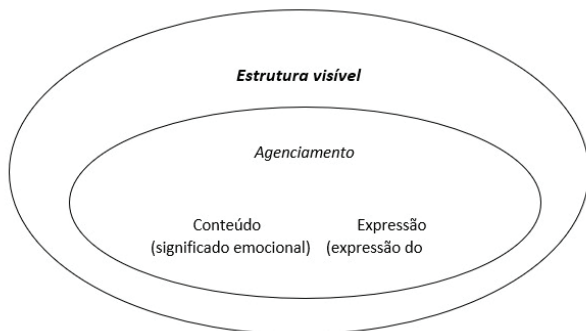 Estrutura visível
Agenciamento
Conteúdo Expressão
(significado emocional) (expressão do